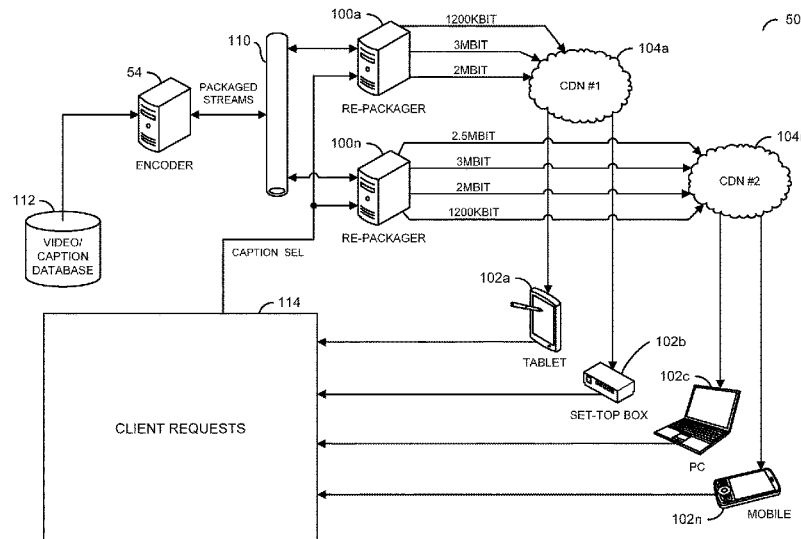 50
100a
1200KBIT
110
3MBIT
104a
54
2MBIT
CDN #1
PACKAGED
STREAMS
RE-PACKAGER
ENCODER
100n
2.5MBIT
3MBIT
2MBIT
CDN #2
1200KBIT
112
VIDEO/
CAPTION
DATABASE
RE-PACKAGER
CAPTION SEL
102a
114
TABLET
102b
102c
SET-TOP BOX
CLIENT REQUESTS
PC
MOBILE
102n